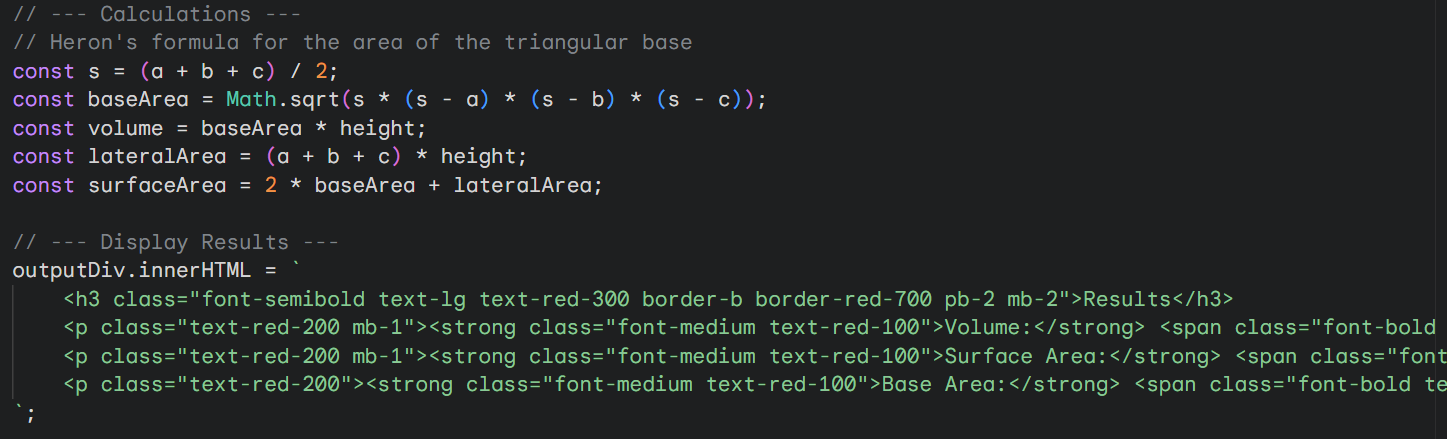 // --- Calculations ---
// Heron's formula for the area of the triangular base
const s = (a + b + c) / 2;
const baseArea = Math.sqrt(s * (s - a) * (s - b) * (s - c));
const volume = baseArea * height;
const lateralArea = (a + b + c) * height;
const surfaceArea = 2 * baseArea + lateralArea;
// --- Display Results ---
outputDiv.innerHTML = `
<h3 class="font-semibold text-lg text-red-300 border-b border-red-700 pb-2 mb-2">Results</h3>
<p class="text-red-200 mb-1"><strong class="font-medium text-red-100">Volume:</strong> <span class="font-bold
<p class="text-red-200 mb-1"><strong class="font-medium text-red-100">Surface Area:</strong> <span class="font
<p class="text-red-200"><strong class="font-medium text-red-100">Base Area:</strong> <span class="font-bold te
`;